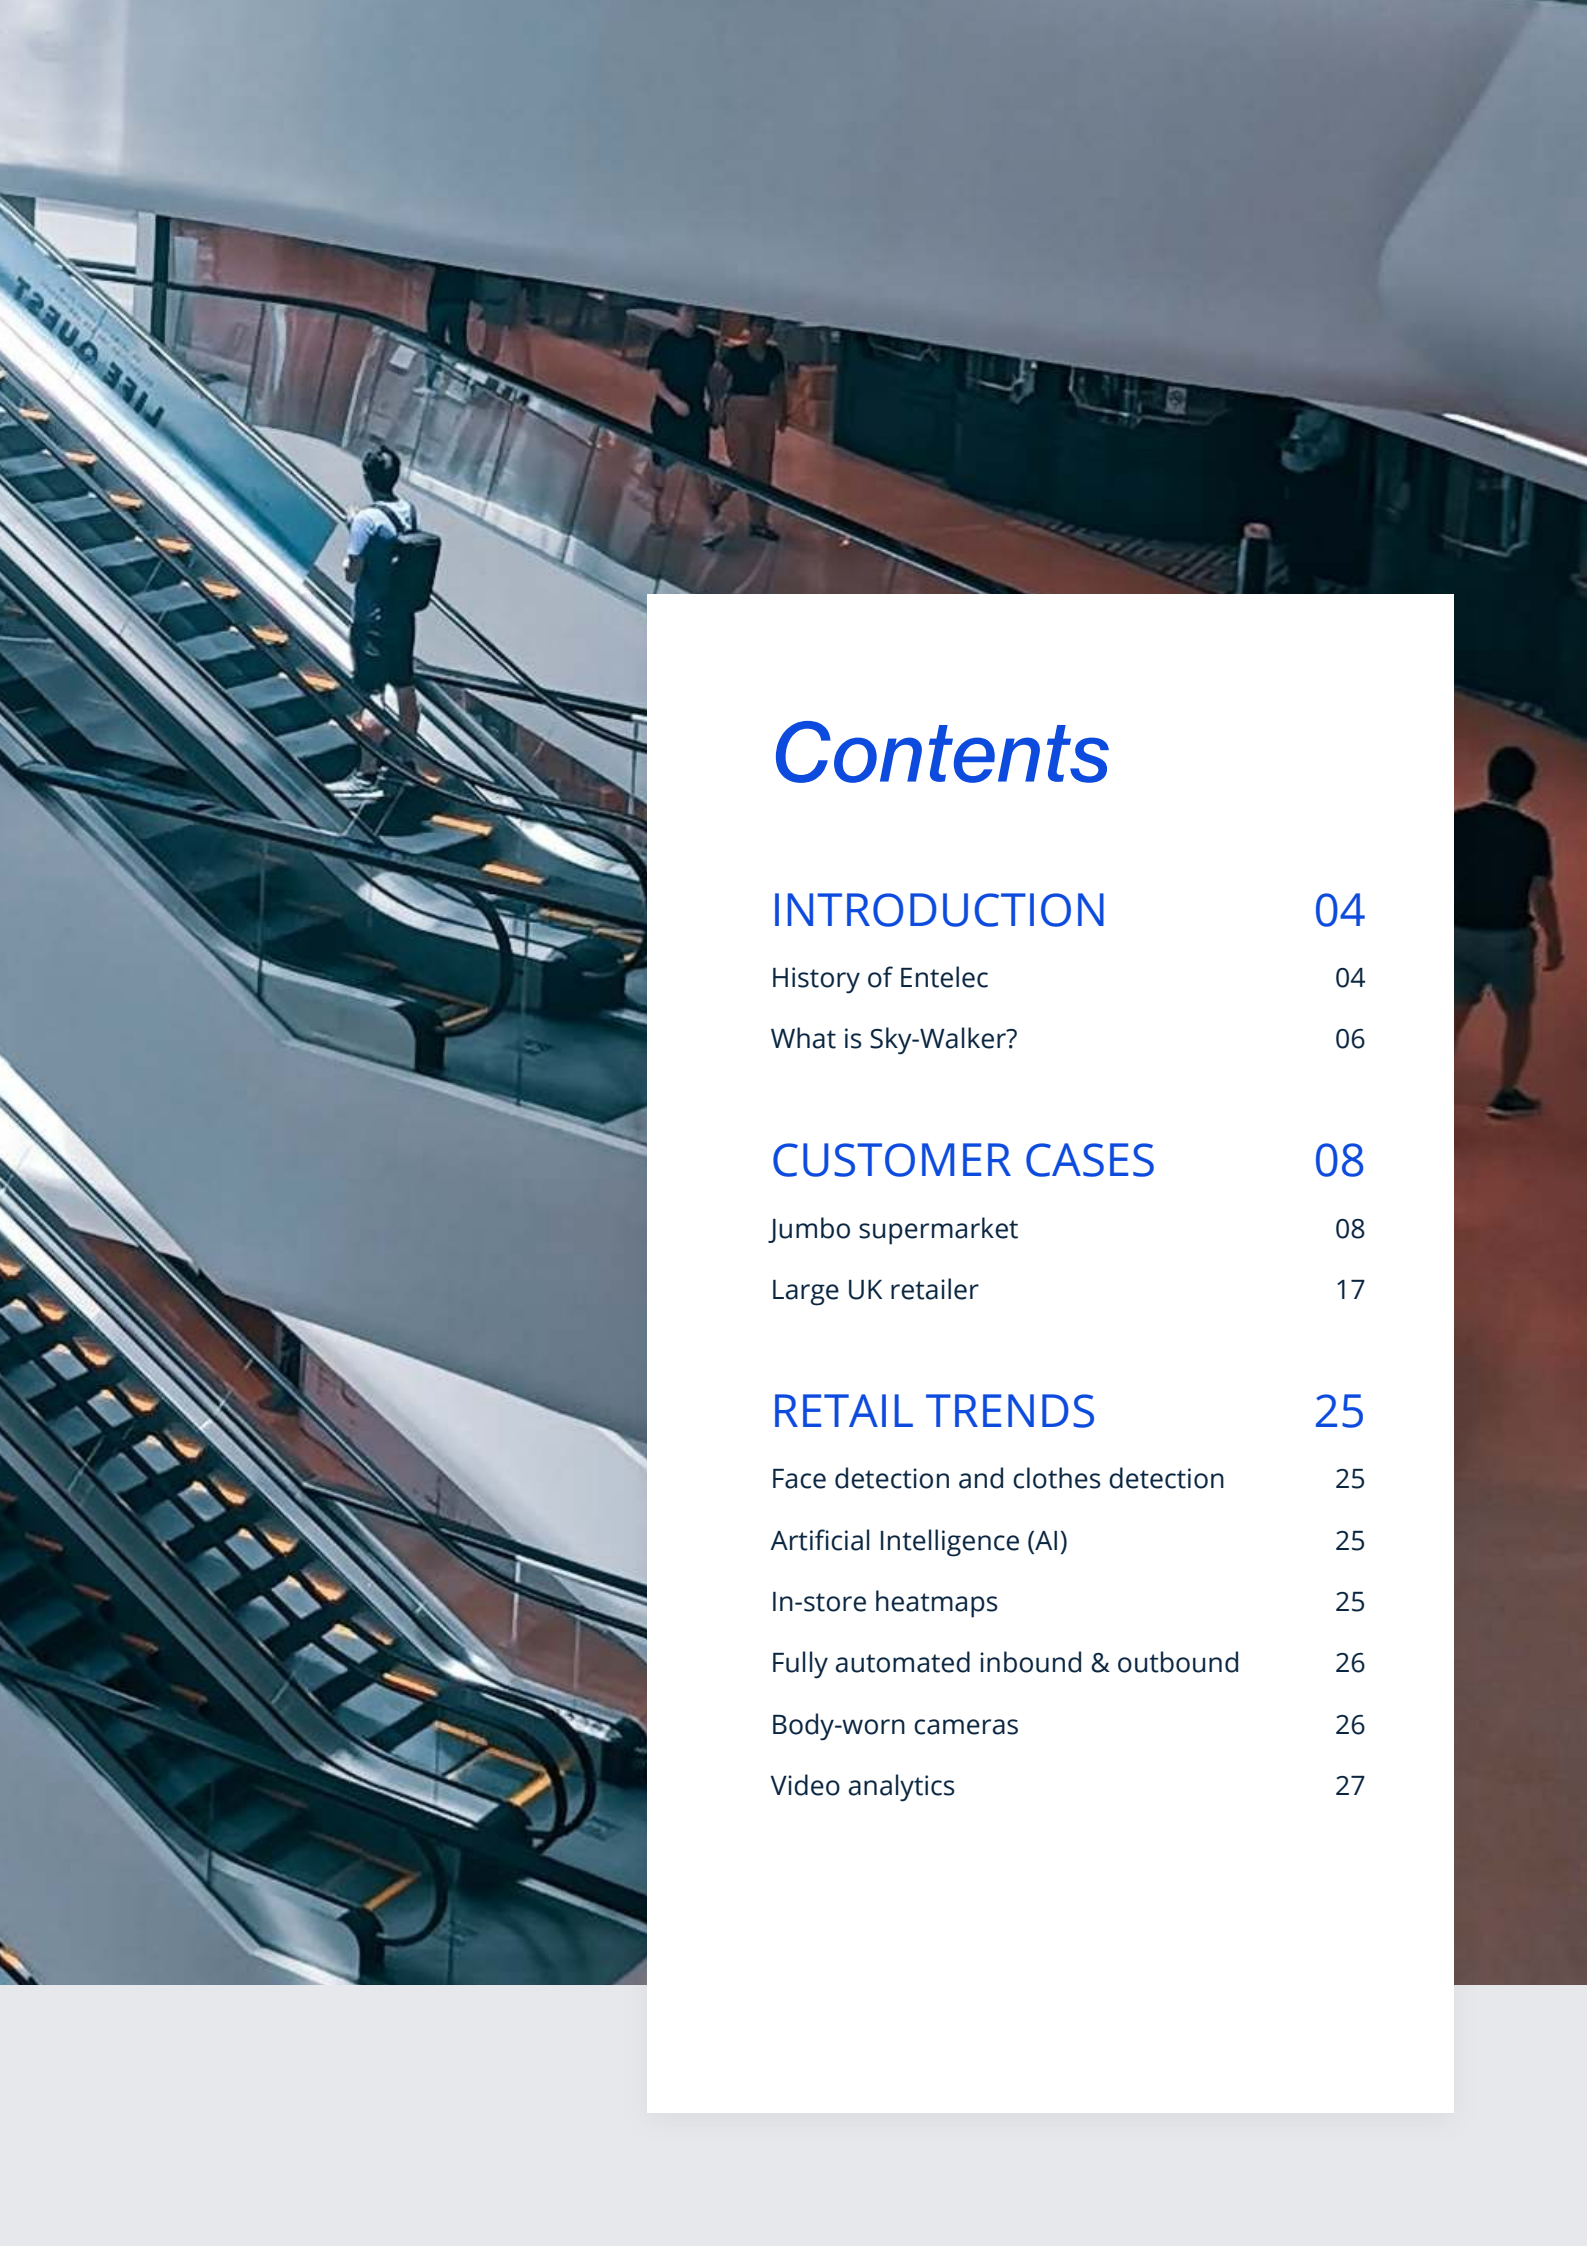 LIFE QUEST
Contents
INTRODUCTION 04
History of Entelec 04
What is Sky-Walker? 06
CUSTOMER CASES 08
Jumbo supermarket 08
Large UK retailer 17
RETAIL TRENDS 25
Face detection and clothes detection 25
Artificial Intelligence (AI) 25
In-store heatmaps 25
Fully automated inbound & outbound 26
Body-worn cameras 26
Video analytics 27